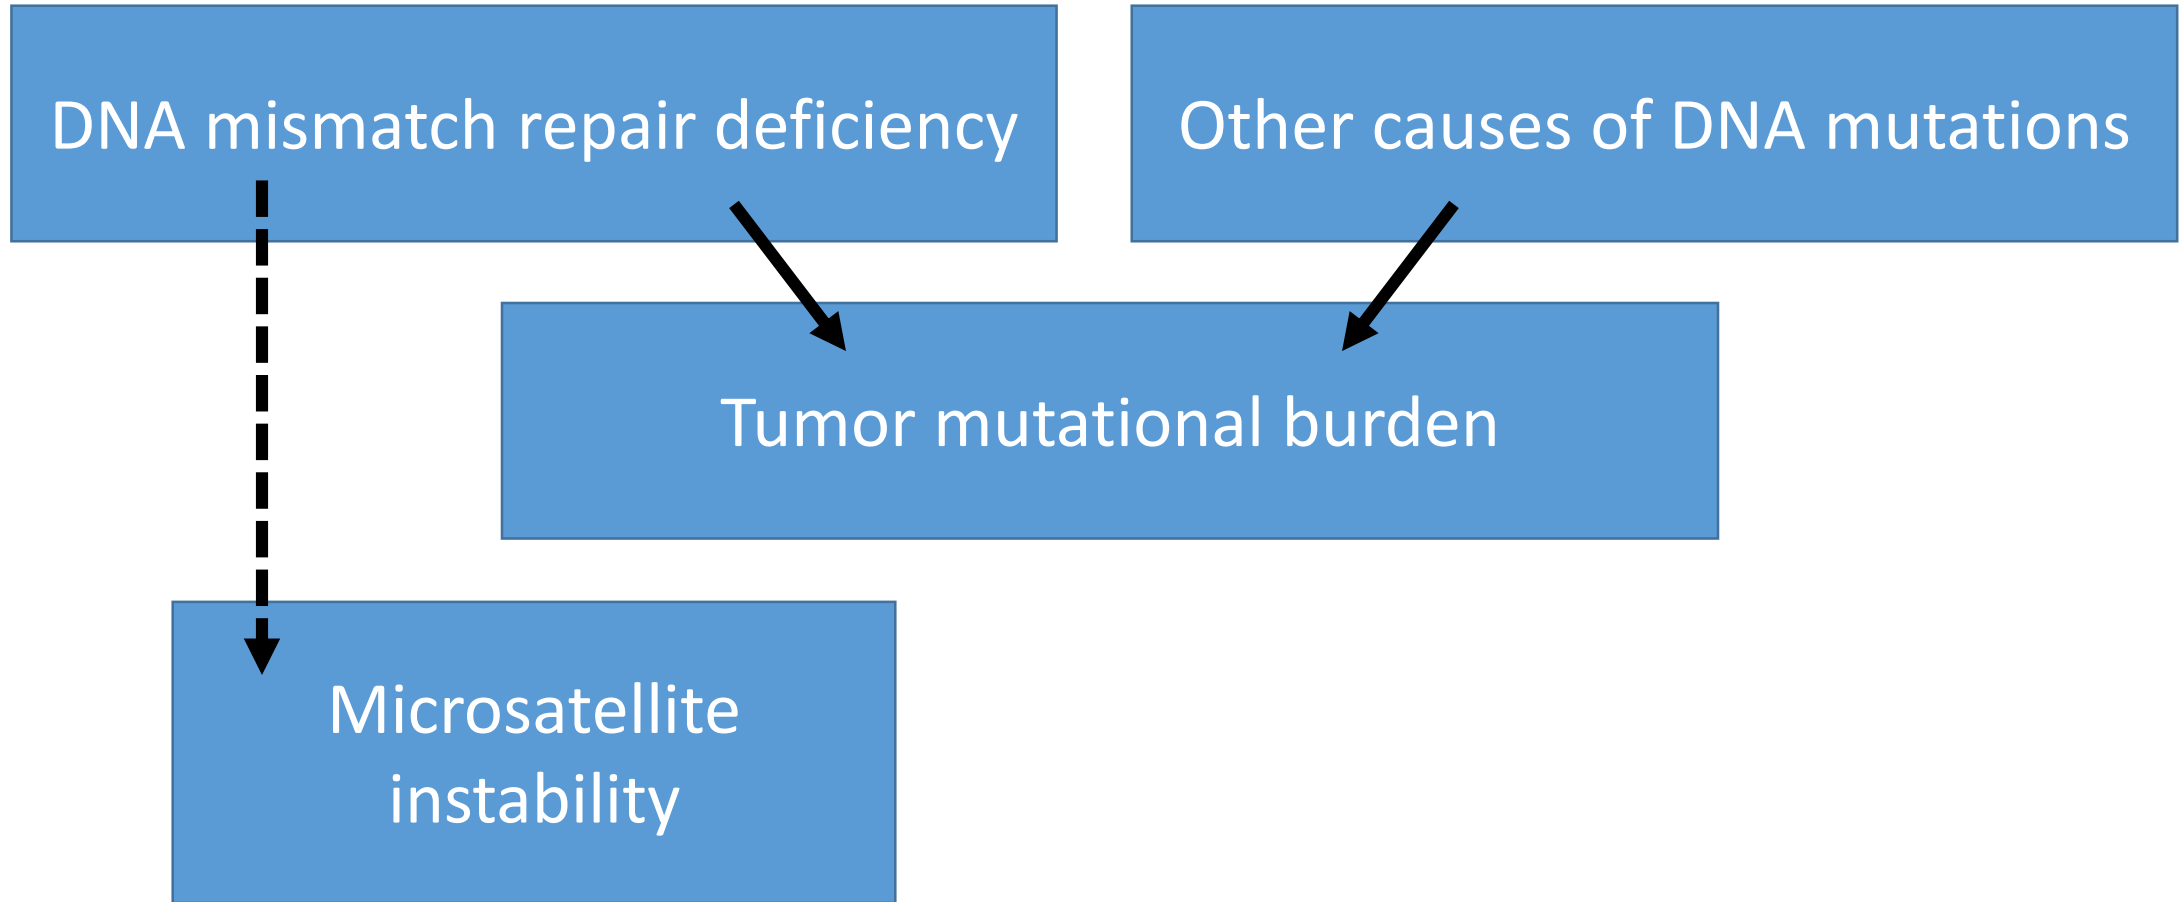 DNA mismatch repair deficiency
Other causes of DNA mutations
Tumor mutational burden
Microsatellite
instability